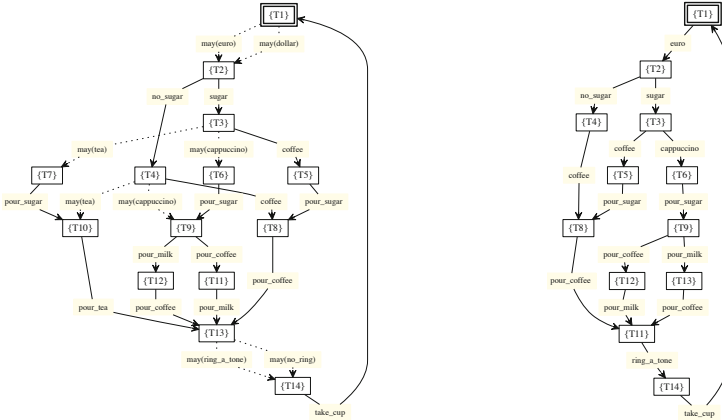 {T1}
may(euro)
may(dollar)
{T2}
no_sugar
sugar
{T3}
may(tea)
may(cappuccino)
coffee
{T7}
{T4}
{T6}
{T5}
pour_sugar
may(tea)
may(cappuccino)
pour_sugar
coffee
pour_sugar
{T10}
{T9}
{T8}
pour_milk
pour_coffee
{T12}
{T11}
pour_coffee
pour_tea
pour_coffee
pour_milk
{T13}
may(ring_a_tone)
may(no_ring)
{T14}
take_cup
{T1}
euro
{T2}
no_sugar
sugar
{T4}
{T3}
coffee
cappuccino
coffee
{T5}
{T6}
pour_sugar
pour_sugar
{T8}
{T9}
pour_coffee
pour_milk
pour_coffee
{T12}
{T13}
pour_milk
pour_coffee
{T11}
ring_a_tone
{T14}
take_cup